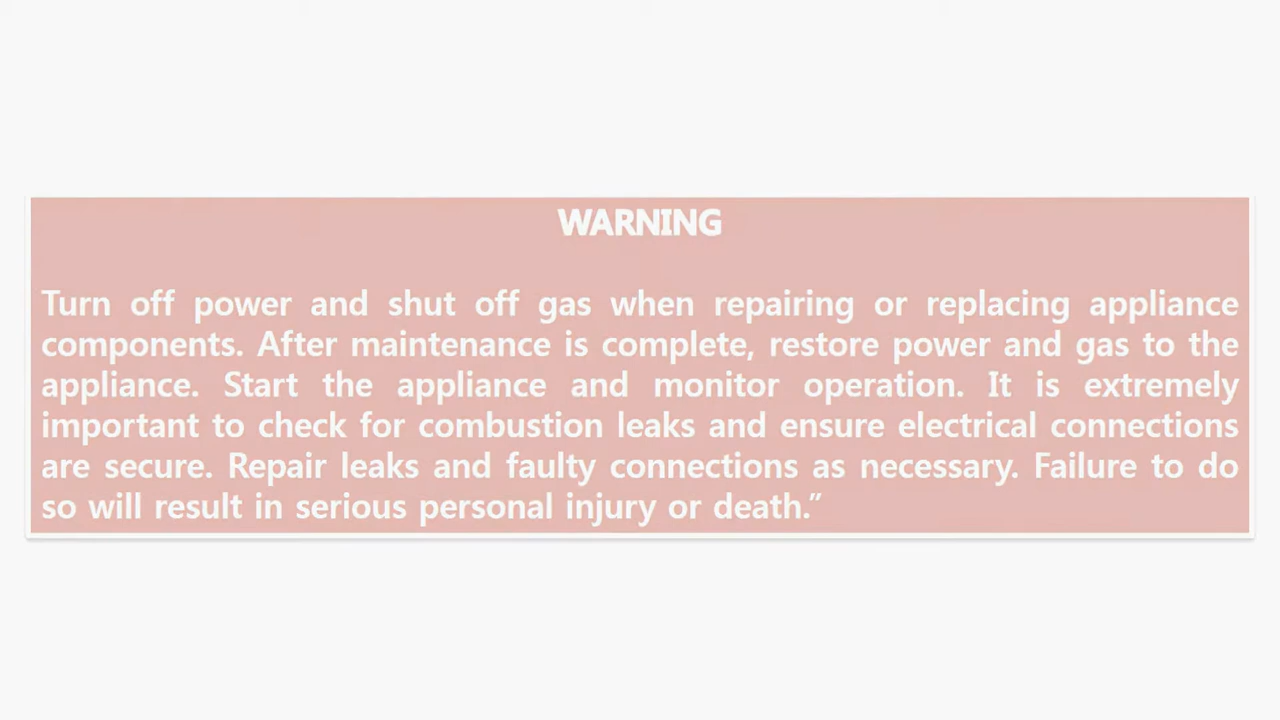 WARNING
Turn off power and shut off gas when repairing or replacing appliance
components. After maintenance is complete, restore power and gas to the
appliance. Start the appliance and monitor operation. It is extremely
important to check for combustion leaks and ensure electrical connections
are secure. Repair leaks and faulty connections as necessary. Failure to do
so will result in serious personal injury or death.”